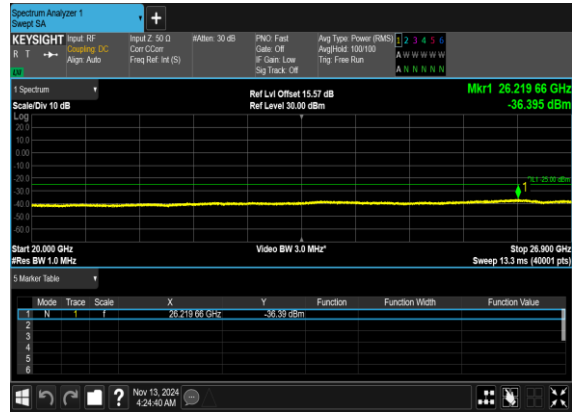 Spectrum Analyzer 1
Swept SA
+
KEYSIGHT Input: RF Input Z: 50 Ω #Atten: 30 dB PNO: Fast Avg Type: Power (RMS) 1 2 3 4 5 6
R T Coupling: DC Corr CCorr Gate: Off Avg|Hold: 100/100 A W W W W W
Align: Auto Freq Ref: Int (S) IF Gain: Low Trig: Free Run
Sig Track: Off A N N N N N
1 Spectrum Ref Lvl Offset 15.57 dB Mkr1 26.219 66 GHz
Scale/Div 10 dB Ref Level 30.00 dBm -36.395 dBm
Log
20.0
10.0
0.00
-10.0
-20.0
DL1 -25.00 dBm
-30.0 1
-40.0
-50.0
-60.0
Start 20.000 GHz Video BW 3.0 MHz* Stop 26.900 GHz
#Res BW 1.0 MHz Sweep 13.3 ms (40001 pts)
5 Marker Table
Mode Trace Scale X Y Function Function Width Function Value
1 N 1 f 26.219 66 GHz -36.39 dBm
2
3
4
5
6
? Nov 13, 2024
4:24:40 AM